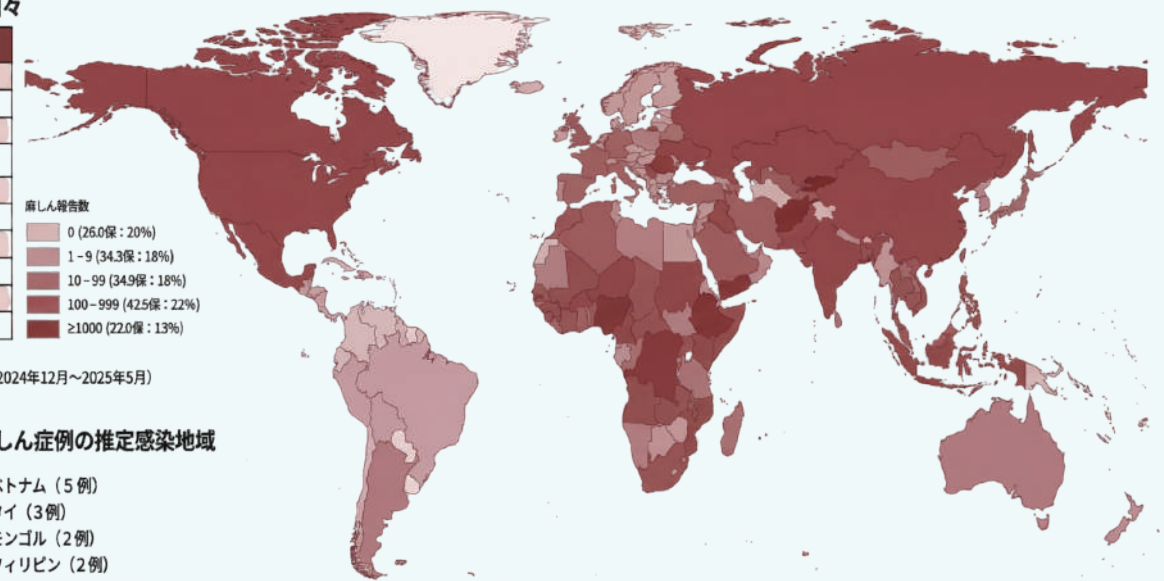 々
麻しん報告数
0 (26.0保：20%)
1－9 (34.3保：18%)
10－99 (34.9保：18%)
100－999 (42.5保：22%)
≥1000 (22.0保：13%)
2024年12月～2025年5月）
しん症例の推定感染地域
トナム（5例）
イ（3例）
ンゴル（2例）
ィリピン（2例）